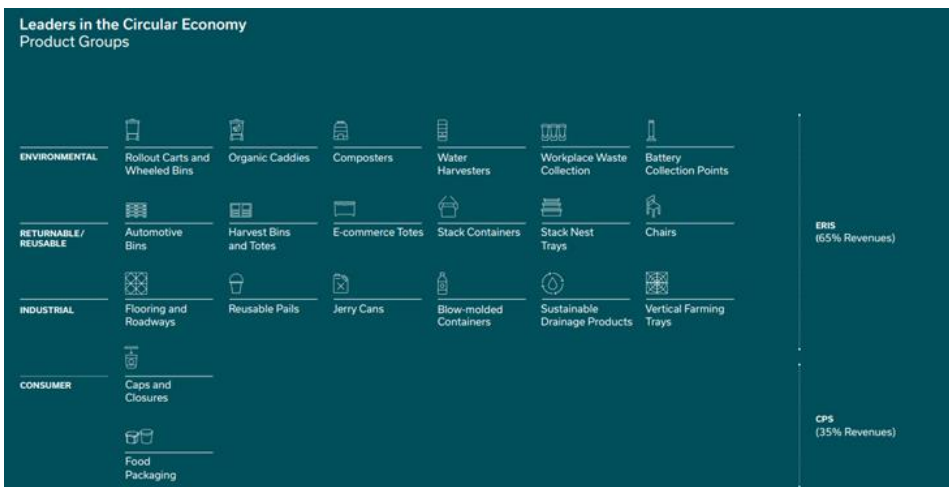 Leaders in the Circular Economy
Product Groups
ENVIRONMENTAL
Rollout Carts and
Wheeled Bins
Organic Caddies
Composters
Water
Harvesters
Workplace Waste
Collection
Battery
Collection Points
RETURNABLE/
REUSABLE
Automotive
Bins
Harvest Bins
and Totes
E-commerce Totes
Stack Containers
Stack Nest
Trays
Chairs
ERIS
(65% Revenues)
INDUSTRIAL
Flooring and
Roadways
Reusable Pails
Jerry Cans
Blow-molded
Containers
Sustainable
Drainage Products
Vertical Farming
Trays
CONSUMER
Caps and
Closures
Food
Packaging
CPS
(35% Revenues)